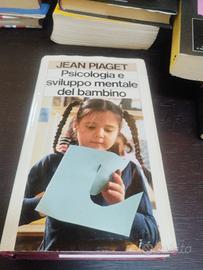 JEAN PIAGET
Psicologia e
sviluppo mentale
del bambino